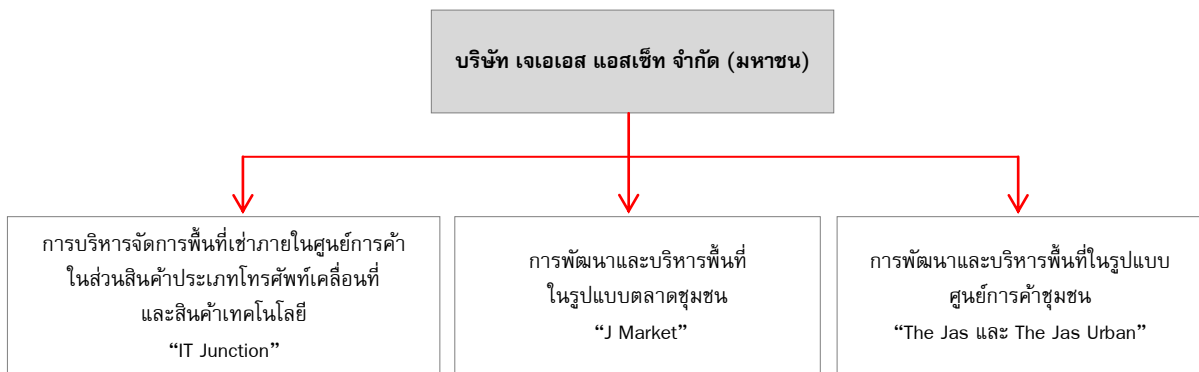 บริษัท เจเอเอส แอสเซ็ท จำกัด (มหาชน)
การบริหารจัดการพื้นที่เช่าภายในศูนย์การค้า
ในส่วนสินค้าประเภทโทรศัพท์เคลื่อนที่
และสินค้าเทคโนโลยี
“IT Junction”
การพัฒนาและบริหารพื้นที่
ในรูปแบบตลาดชุมชน
“J Market”
การพัฒนาและบริหารพื้นที่ในรูปแบบ
ศูนย์การค้าชุมชน
“The Jas และ The Jas Urban”